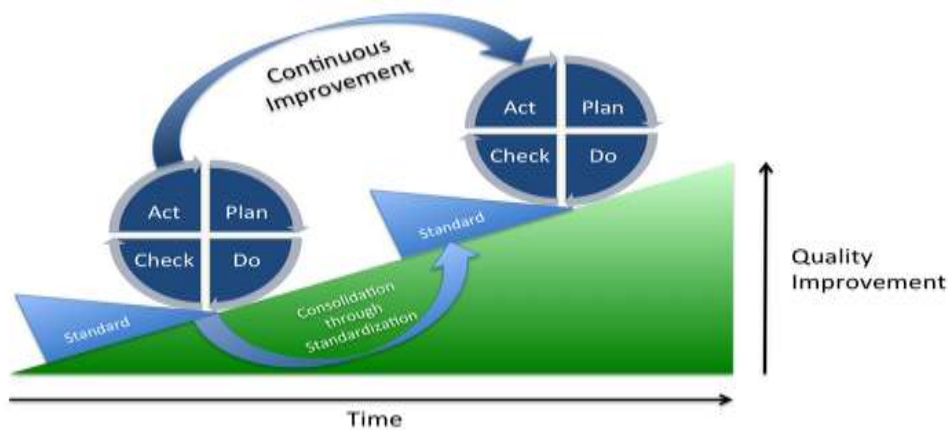 Continuous
Improvement
Act
Plan
Check
Do
Act
Plan
Check
Do
Standard
Standard
Consolidation
through
Standardization
Quality
Improvement
Time